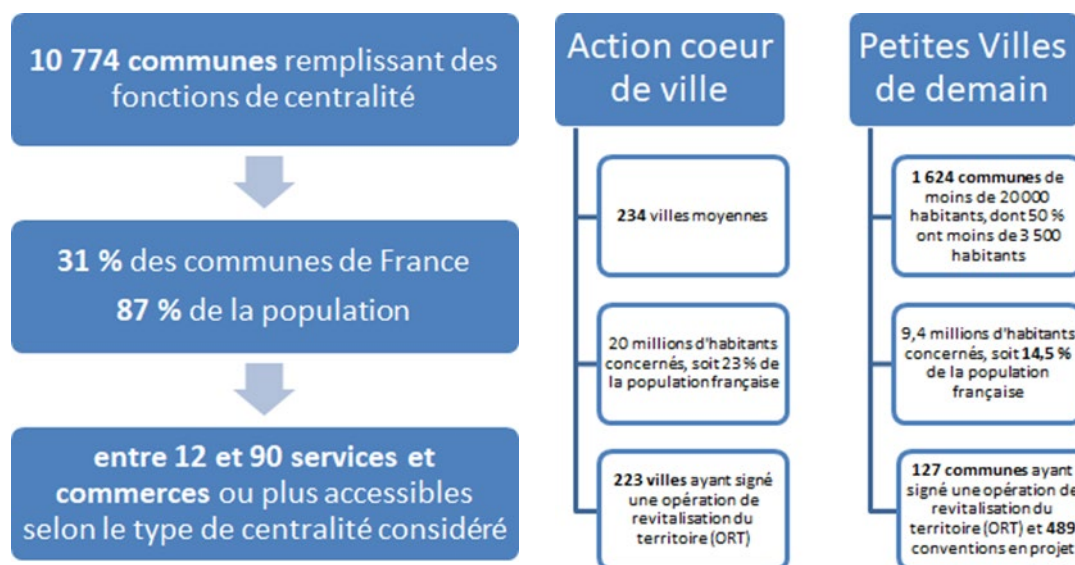 10 774 communes remplissant des
fonctions de centralité
31 % des communes de France
87 % de la population
entre 12 et 90 services et
commerces ou plus accessibles
selon le type de centralité considéré
Action coeur
de ville
234 villes moyennes
20 millions d'habitants
concernés, soit 23 % de
la population française
223 villes ayant signé
une opération de
revitalisation du
territoire (ORT)
Petites Villes
de demain
1 624 communes de
moins de 20 000
habitants, dont 50 %
ont moins de 3 500
habitants
9,4 millions d'habitants
concernés, soit 14,5 %
de la population
française
127 communes ayant
signé une opération de
revitalisation du
territoire (ORT) et 489
conventions en projet